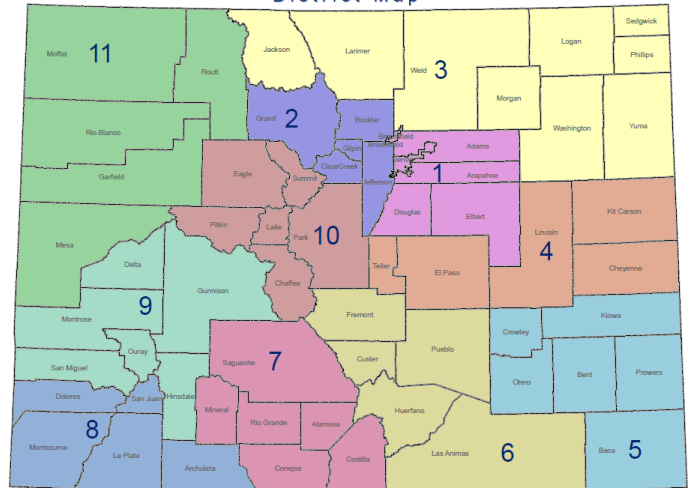 District Map
Sedgwick
Jackson
Larimer
Logan
Moffat
11
Phillips
Routt
Weld
3
Morgan
Grand
2
Boulder
Washington
Yuma
Rio Blanco
Broomfield
Gilpin
Adams
ClearCreek
Garfield
Eagle
Summit
Jefferson
1
Arapahoe
Douglas
Elbert
Kit Carson
Pitkin
Lake
Park
10
Lincoln
Mesa
4
Delta
Teller
El Paso
Cheyenne
Gunnison
Chaffee
9
Montrose
Fremont
Kiowa
Crowley
Ouray
Pueblo
San Miguel
Saguache
7
Custer
Otero
Bent
Prowers
Dolores
San Juan
Hinsdale
Mineral
Huerfano
Rio Grande
Alamosa
8
Montezuma
La Plata
Archuleta
Conejos
Costilla
Las Animas
6
Baca
5